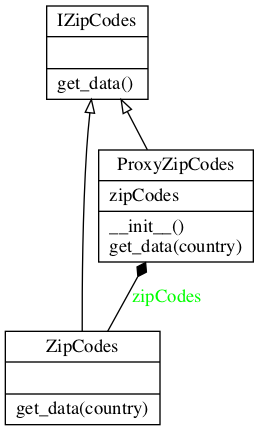 IZipCodes
get_data()
ProxyZipCodes
zipCodes
__init__()
get_data(country)
zipCodes
ZipCodes
get_data(country)